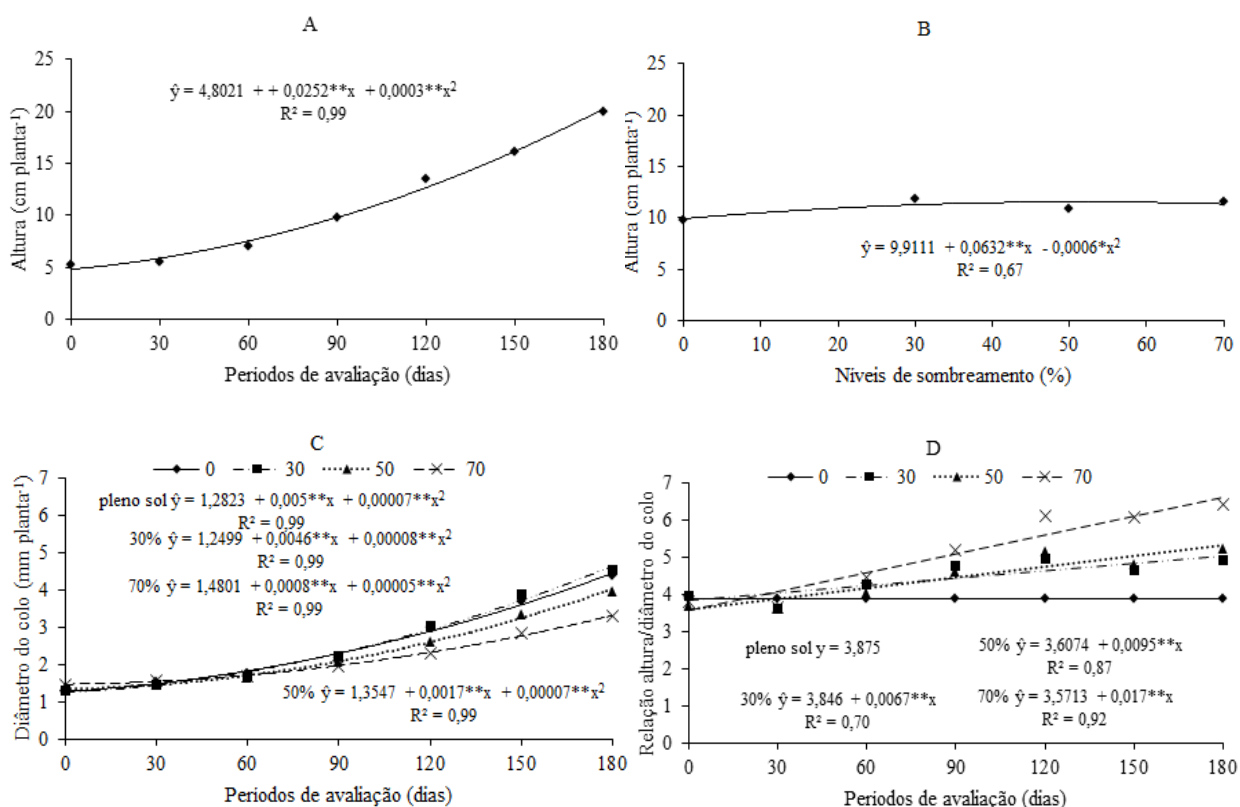 A
Altura (cm planta⁻¹)
25
20
15
10
5
0
ŷ = 4,8021 + + 0,0252**x + 0,0003**x²
R² = 0,99
0 30 60 90 120 150 180
Periodos de avaliação (dias)
B
Altura (cm planta⁻¹)
25
20
15
10
5
0
ŷ = 9,9111 + 0,0632**x - 0,0006*x²
R² = 0,67
0 10 20 30 40 50 60 70
Níveis de sombreamento (%)
C
0 30 50 70
Diâmetro do colo (mm planta⁻¹)
7
6
5
4
3
2
1
0
pleno sol ŷ = 1,2823 + 0,005**x + 0,00007**x²
R² = 0,99
30% ŷ = 1,2499 + 0,0046**x + 0,00008**x²
R² = 0,99
70% ŷ = 1,4801 + 0,0008**x + 0,00005**x²
R² = 0,99
50% ŷ = 1,3547 + 0,0017**x + 0,00007**x²
R² = 0,99
0 30 60 90 120 150 180
Periodos de avaliação (dias)
D
0 30 50 70
Relação altura/diâmetro do colo
7
6
5
4
3
2
1
0
pleno sol y = 3,875
50% ŷ = 3,6074 + 0,0095**x
R² = 0,87
30% ŷ = 3,846 + 0,0067**x
R² = 0,70
70% ŷ = 3,5713 + 0,017**x
R² = 0,92
0 30 60 90 120 150 180
Periodos de avaliação (dias)